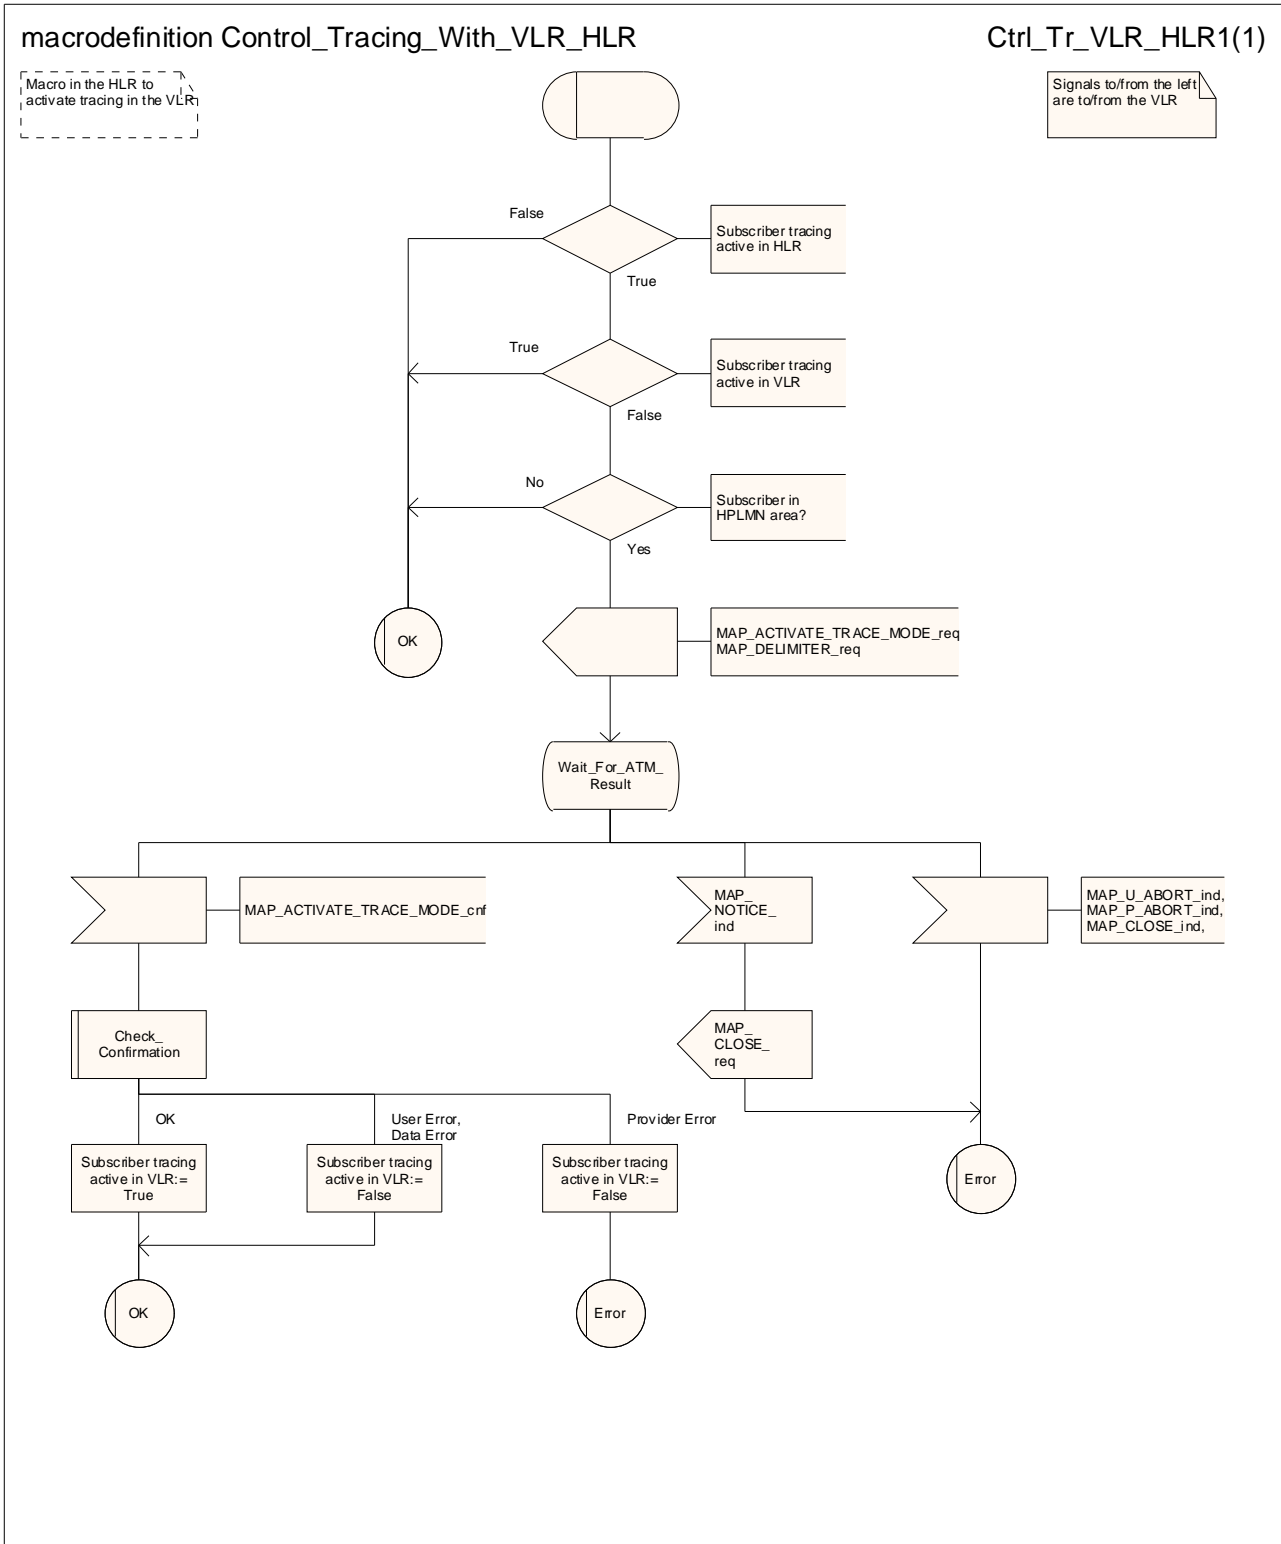 macrodefinition Control_Tracing_With_VLR_HLR
Ctrl_Tr_VLR_HLR1(1)
Macro in the HLR to
activate tracing in the VLR
Signals to/from the left
are to/from the VLR
False
Subscriber tracing
active in HLR
True
True
Subscriber tracing
active in VLR
False
No
Subscriber in
HPLMN area?
Yes
OK
MAP_ACTIVATE_TRACE_MODE_req
MAP_DELIMITER_req
Wait_For_ATM_
Result
MAP_ACTIVATE_TRACE_MODE_cnf
MAP_
NOTICE_
ind
MAP_U_ABORT_ind,
MAP_P_ABORT_ind,
MAP_CLOSE_ind,
Check_
Confirmation
MAP_
CLOSE_
req
OK
User Error,
Data Error
Provider Error
Subscriber tracing
active in VLR:=
True
Subscriber tracing
active in VLR:=
False
Subscriber tracing
active in VLR:=
False
Error
OK
Error